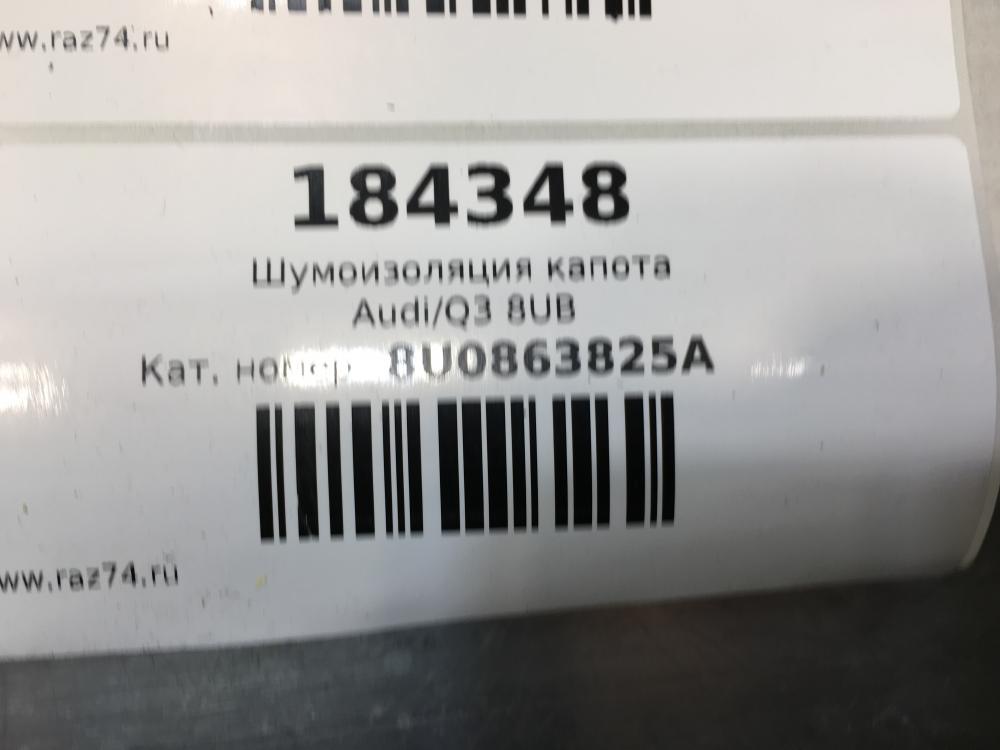 www.raz74.ru
184348
Шумоизоляция капота
Audi/Q3 8UB
Кат. номер 8U0863825A
www.raz74.ru